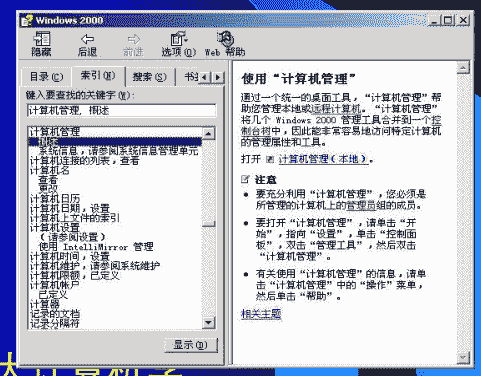 Windows 2000
隐藏 后退 前进 选项(O) Web 帮助
目录(C) 索引(N) 搜索(S) 书
键入要查找的关键字(W):
计算机管理, 概述
计算机管理
概述
系统信息,请参阅系统信息管理单元
计算机连接的列表,查看
计算机名
查看
更改
计算机日历
计算机日期,设置
计算机上文件的索引
计算机设置
(请参阅设置)
使用 IntelliMirror 管理
计算机时间,设置
计算机维护,请参阅系统维护
计算机限额,已定义
计算机帐户
已定义
计算器
记录的文档
记录分隔符
显示(D)
使用“计算机管理”
通过一个统一的桌面工具,“计算机管理”帮
助您管理本地或远程计算机。“计算机管理”
将几个 Windows 2000 管理工具合并到一个控
制台树中,因此能非常容易地访问特定计算机
的管理属性和工具。
打开 计算机管理(本地)。
注意
• 要充分利用“计算机管理”,您必须是
所管理的计算机上的管理员组的成员。
• 要打开“计算机管理”,请单击“开
始”,指向“设置”,单击“控制面
板”,双击“管理工具”,然后双击
“计算机管理”。
• 有关使用“计算机管理”的信息,请单
击“计算机管理”中的“操作”菜单,
然后单击“帮助”。
相关主题